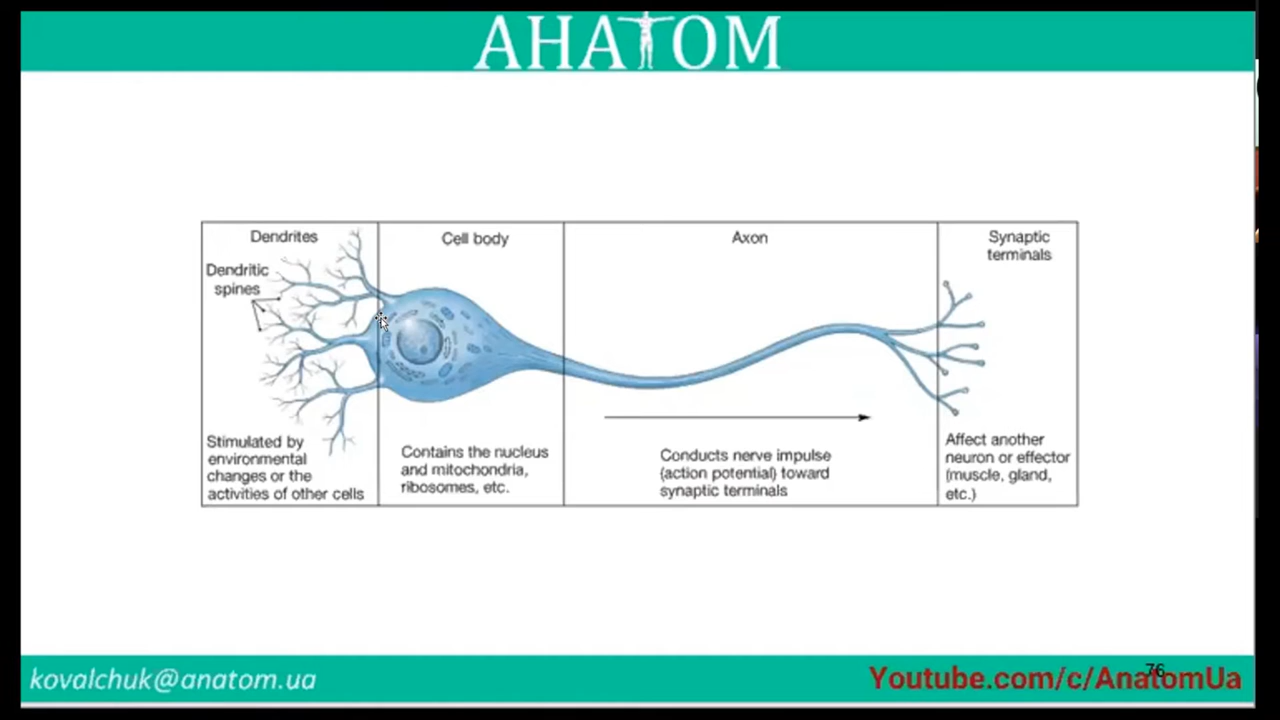 АНАТОМ
Dendrites
Cell body
Axon
Synaptic
terminals
Dendritic
spines
Stimulated by
environmental
changes or the
activities of other cells
Contains the nucleus
and mitochondria,
ribosomes, etc.
Conducts nerve impulse
(action potential) toward
synaptic terminals
Affect another
neuron or effector
(muscle, gland,
etc.)
kovalchuk@anatom.ua
76
Youtube.com/c/AnatomUa